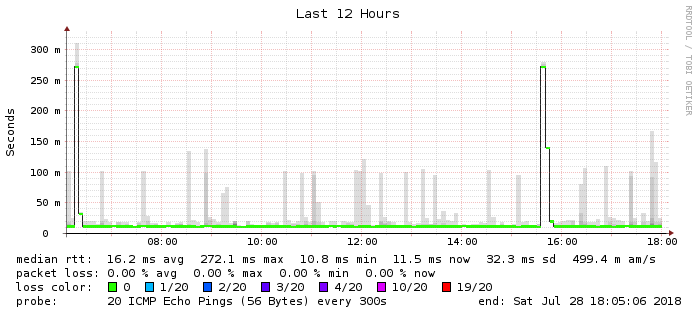 Last 12 Hours
RRDTOOL / TOBI OETIKER
Seconds
300 m
250 m
200 m
150 m
100 m
50 m
0
08:00 10:00 12:00 14:00 16:00 18:00
median rtt: 16.2 ms avg 272.1 ms max 10.8 ms min 11.5 ms now 32.3 ms sd 499.4 m am/s
packet loss: 0.00 % avg 0.00 % max 0.00 % min 0.00 % now
loss color: 0 1/20 2/20 3/20 4/20 10/20 19/20
probe: 20 ICMP Echo Pings (56 Bytes) every 300s end: Sat Jul 28 18:05:06 2018